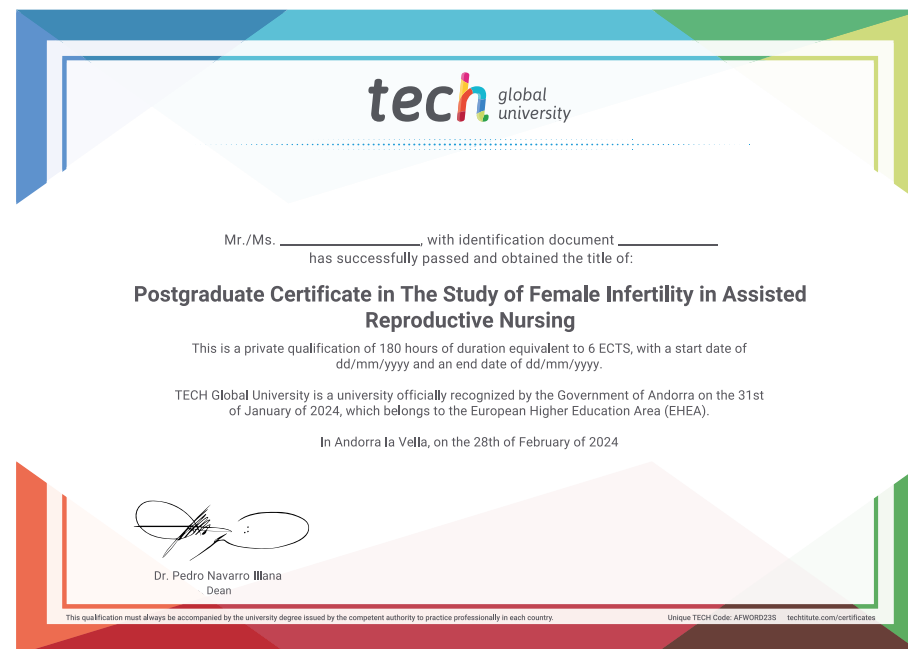 tech global university
Mr./Ms. ____________, with identification document ____________
has successfully passed and obtained the title of:
Postgraduate Certificate in The Study of Female Infertility in Assisted
Reproductive Nursing
This is a private qualification of 180 hours of duration equivalent to 6 ECTS, with a start date of
dd/mm/yyyy and an end date of dd/mm/yyyy.
TECH Global University is a university officially recognized by the Government of Andorra on the 31st
of January of 2024, which belongs to the European Higher Education Area (EHEA).
In Andorra la Vella, on the 28th of February of 2024
Dr. Pedro Navarro Illana
Dean
This qualification must always be accompanied by the university degree issued by the competent authority to practice professionally in each country.
Unique TECH Code: AFWORD23S techtitute.com/certificates